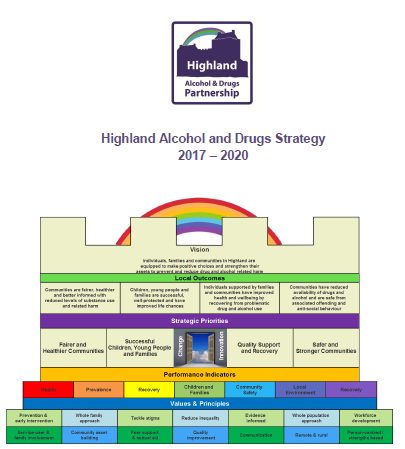 Highland
Alcohol & Drugs
Partnership
Highland Alcohol and Drugs Strategy
2017 – 2020
Vision
Individuals, families and communities in Highland are
equipped to make positive choices and strengthen their
assets to prevent and reduce drug and alcohol related harm
Local Outcomes
Communities are fairer, healthier
and better informed with
reduced levels of substance use
and related harm
Children, young people and
families are successful,
well-protected and have
improved life chances
Individuals supported by families
and communities have improved
health and wellbeing by
recovering from problematic
drug and alcohol use
Communities have reduced
availability of drugs and
alcohol and are safe from
associated offending and
anti-social behaviour
Strategic Priorities
Fairer and
Healthier Communities
Successful
Children, Young People
and Families
Change
Innovation
Quality Support
and Recovery
Safer and
Stronger Communities
Performance Indicators
Health
Prevalence
Recovery
Children and
Families
Community
Safety
Local
Environment
Recovery
Values & Principles
Prevention &
early intervention
Whole family
approach
Tackle stigma
Reduce inequality
Evidence
informed
Whole population
approach
Workforce
development
Service user &
family involvement
Community asset
building
Peer support
& mutual aid
Quality
improvement
Communication
Remote & rural
Person-centred /
strengths based